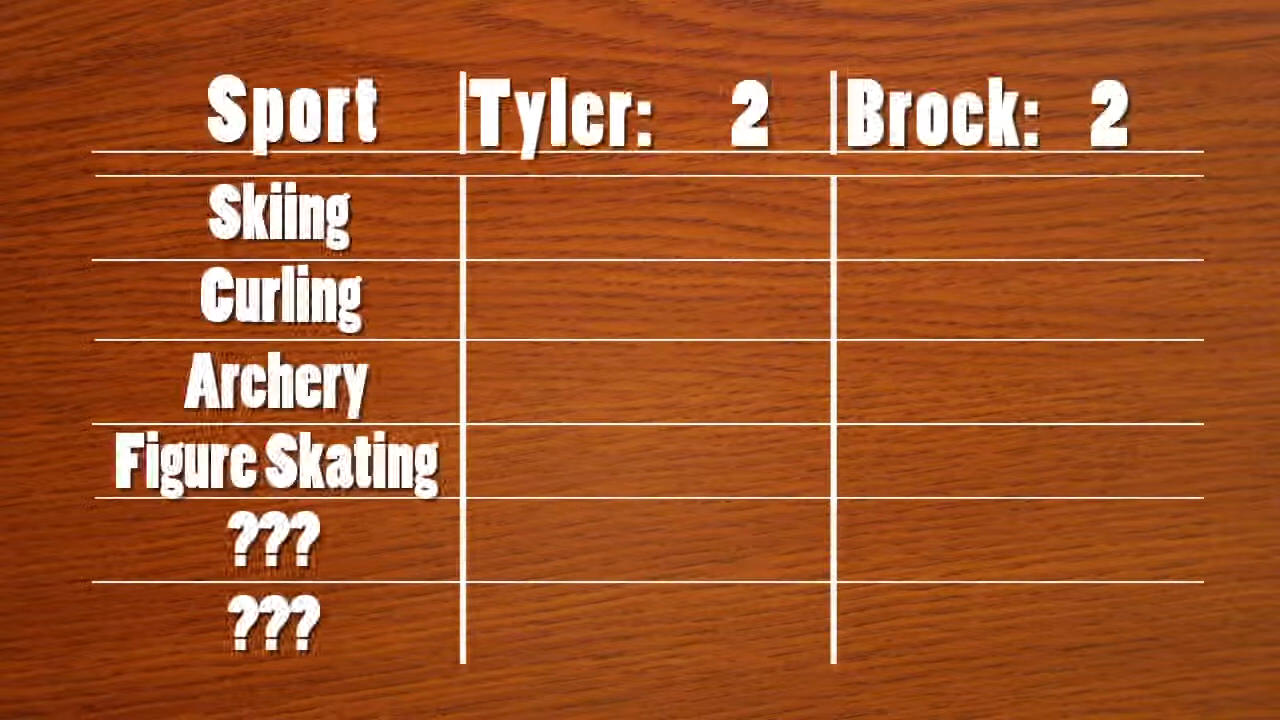 Sport Tyler: 2 Brock: 2
Skiing
Curling
Archery
Figure Skating
???
???